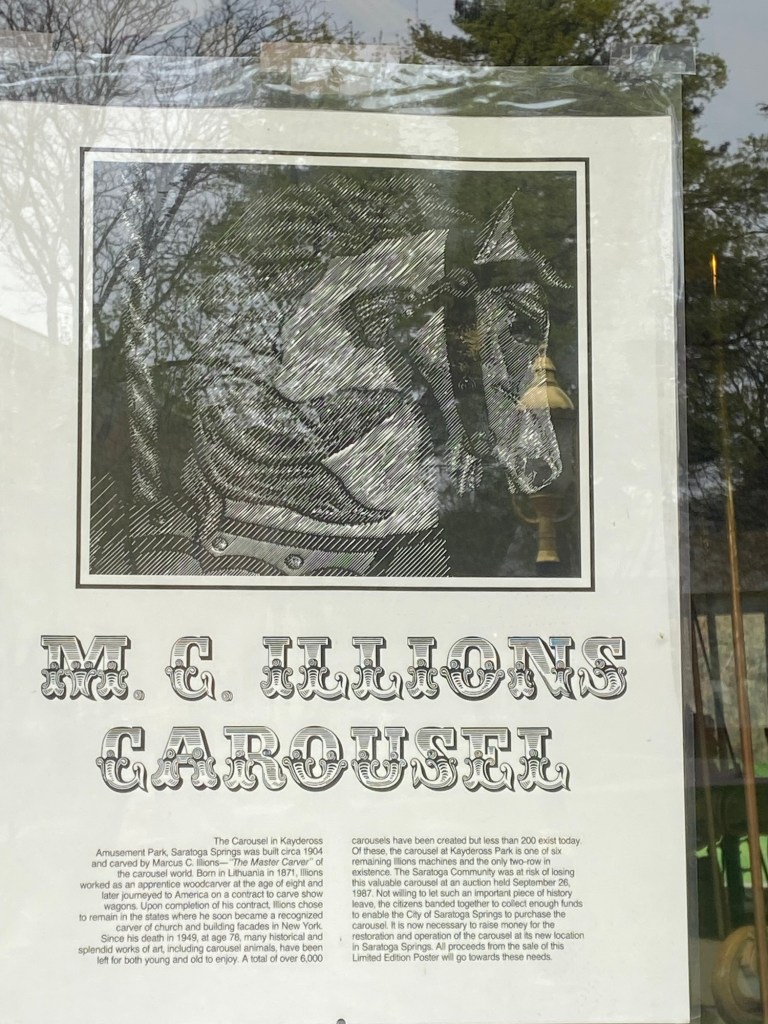 M. C. ILLIONS
CAROUSEL
The Carousel in Kaydeross
Amusement Park, Saratoga Springs was built circa 1904
and carved by Marcus C. Illions—"The Master Carver" of
the carousel world. Born in Lithuania in 1871, Illions
worked as an apprentice woodcarver at the age of eight and
later journeyed to America on a contract to carve show
wagons. Upon completion of his contract, Illions chose
to remain in the states where he soon became a recognized
carver of church and building facades in New York.
Since his death in 1949, at age 78, many historical and
splendid works of art, including carousel animals, have been
left for both young and old to enjoy. A total of over 6,000
carousels have been created but less than 200 exist today.
Of these, the carousel at Kaydeross Park is one of six
remaining Illions machines and the only two-row in
existence. The Saratoga Community was at risk of losing
this valuable carousel at an auction held September 26,
1987. Not willing to let such an important piece of history
leave, the citizens banded together to collect enough funds
to enable the City of Saratoga Springs to purchase the
carousel. It is now necessary to raise money for the
restoration and operation of the carousel at its new location
in Saratoga Springs. All proceeds from the sale of this
Limited Edition Poster will go towards these needs.